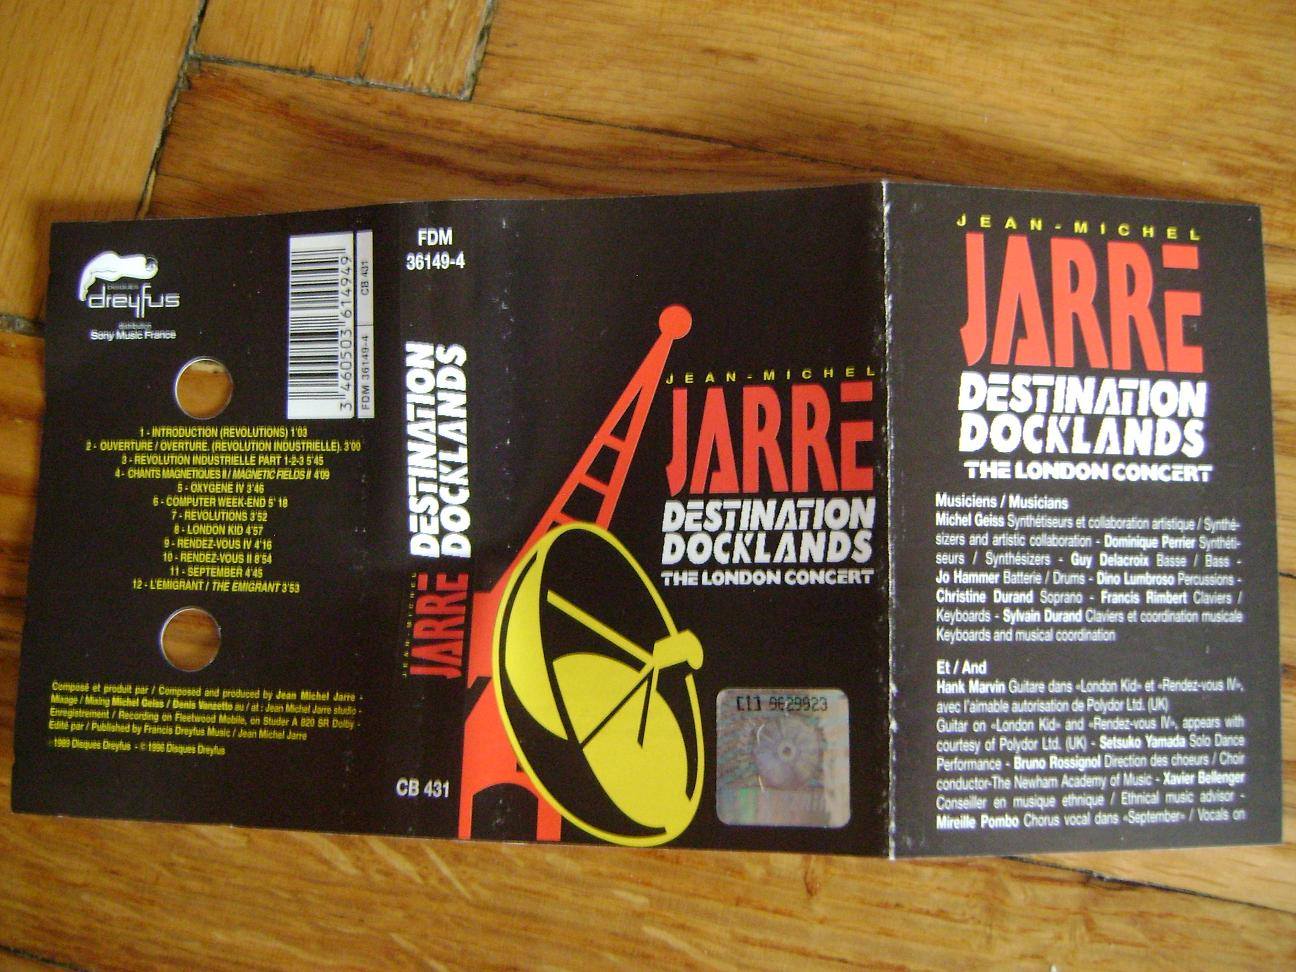 disques
dreyfus
distribution
Sony Music France
3 460503 614949
FDM 36149-4
CB 431
1 - INTRODUCTION (REVOLUTIONS) 1'03
2 - OUVERTURE / OVERTURE. (REVOLUTION INDUSTRIELLE). 3'00
3 - REVOLUTION INDUSTRIELLE PART 1-2-3 5'45
4 - CHANTS MAGNETIQUES II / MAGNETIC FIELDS II 4'09
5 - OXYGENE IV 3'46
6 - COMPUTER WEEK-END 5' 18
7 - REVOLUTIONS 3'52
8 - LONDON KID 4'57
9 - RENDEZ-VOUS IV 4'16
10 - RENDEZ-VOUS II 8'54
11 - SEPTEMBER 4'45
12 - L'EMIGRANT / THE EMIGRANT 3'53
Composé et produit par / Composed and produced by Jean Michel Jarre -
Mixage / Mixing Michel Geiss / Denis Vanzetto au / at : Jean Michel Jarre studio -
Enregistrement / Recording on Fleetwood Mobile, on Studer A 820 SR Dolby -
Edité par / Published by Francis Dreyfus Music / Jean Michel Jarre
1989 Disques Dreyfus - © 1996 Disques Dreyfus
FDM
36149-4
DESTINATION
DOCKLANDS
JEAN-MICHEL
JARRE
CB 431
JEAN-MICHEL
JARRE
DESTINATION
DOCKLANDS
THE LONDON CONCERT
[1] 9629923
JEAN-MICHEL
JARRE
DESTINATION
DOCKLANDS
THE LONDON CONCERT
Musiciens / Musicians
Michel Geiss Synthétiseurs et collaboration artistique / Synthé-
sizers and artistic collaboration - Dominique Perrier Synthéti-
seurs / Synthésizers - Guy Delacroix Basse / Bass -
Jo Hammer Batterie / Drums - Dino Lumbroso Percussions -
Christine Durand Soprano - Francis Rimbert Claviers /
Keyboards - Sylvain Durand Claviers et coordination musicale
Keyboards and musical coordination
Et / And
Hank Marvin Guitare dans «London Kid» et «Rendez-vous IV»,
avec l'aimable autorisation de Polydor Ltd. (UK)
Guitar on «London Kid» and «Rendez-vous IV», appears with
courtesy of Polydor Ltd. (UK) - Setsuko Yamada Solo Dance
Performance - Bruno Rossignol Direction des choeurs / Choir
conductor-The Newham Academy of Music - Xavier Bellenger
Conseiller en musique ethnique / Ethnical music advisor -
Mireille Pombo Chorus vocal dans «September» / Vocals on